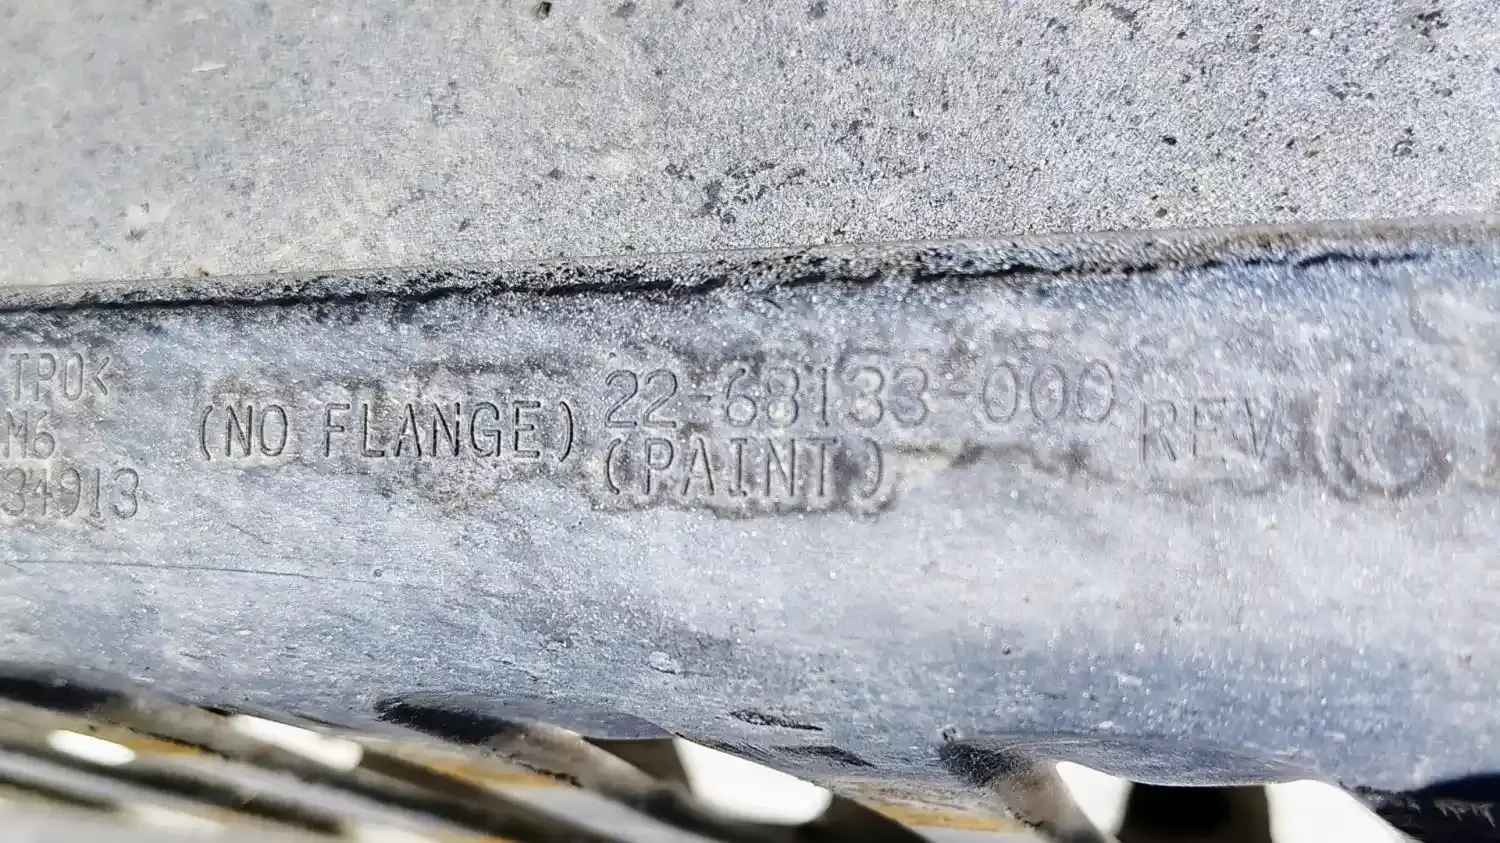 TPO<
M6
34913
(NO FLANGE)
22-68133-000
(PAINT)
REV